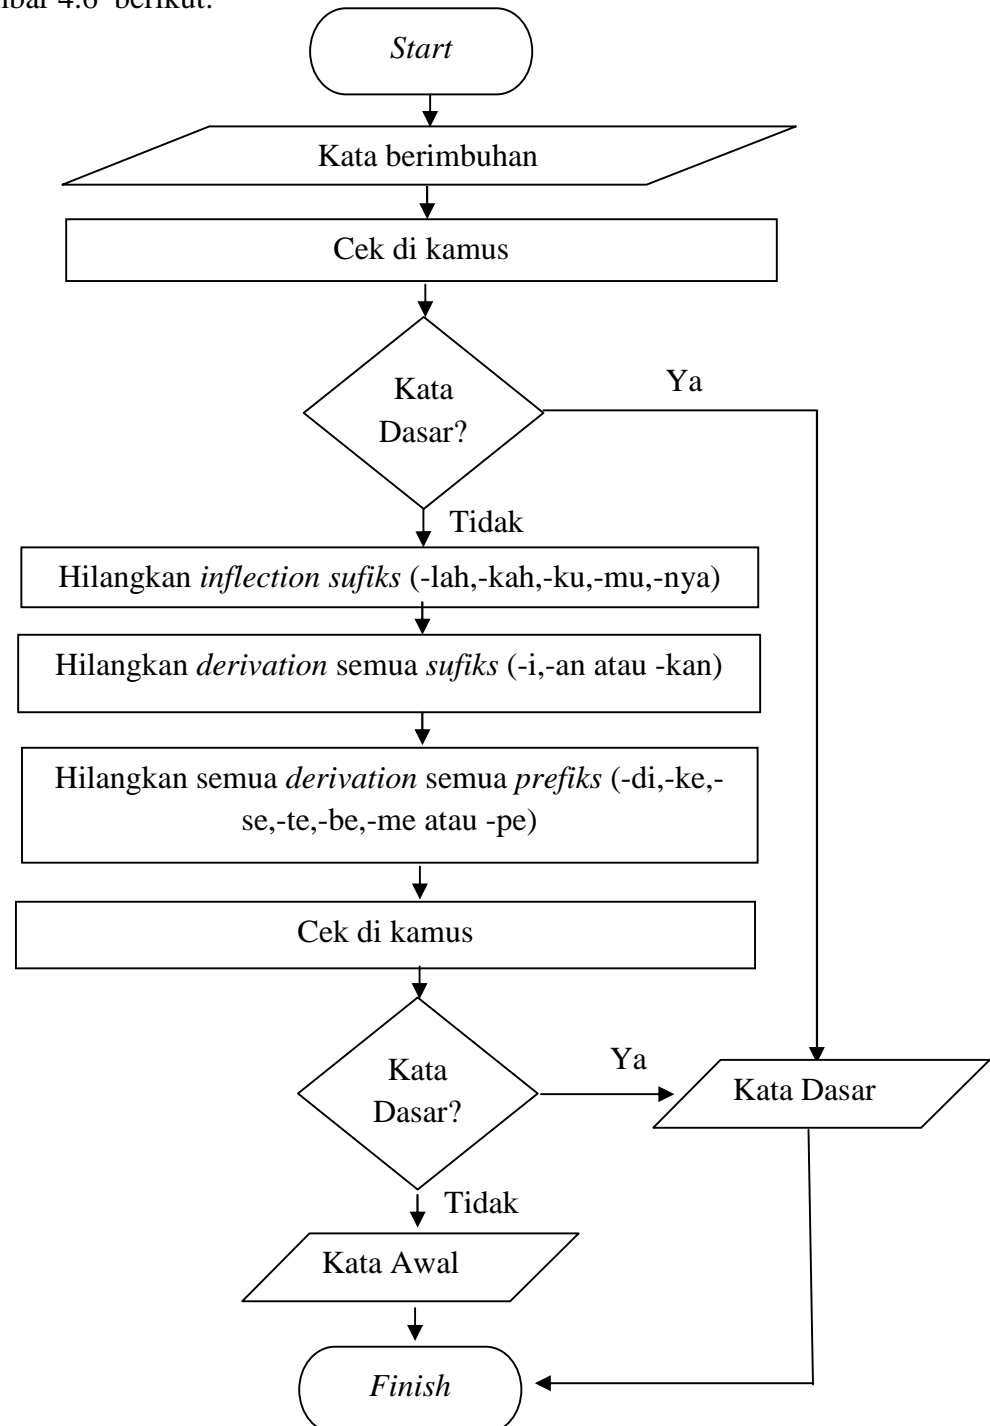 4.6 berikut:
Start
Kata berimbuhan
Cek di kamus
Kata
Dasar?
Ya
Tidak
Hilangkan inflection sufiks (-lah,-kah,-ku,-mu,-nya)
Hilangkan derivation semua sufiks (-i,-an atau -kan)
Hilangkan semua derivation semua prefiks (-di,-ke,-
se,-te,-be,-me atau -pe)
Cek di kamus
Kata
Dasar?
Ya
Kata Dasar
Tidak
Kata Awal
Finish